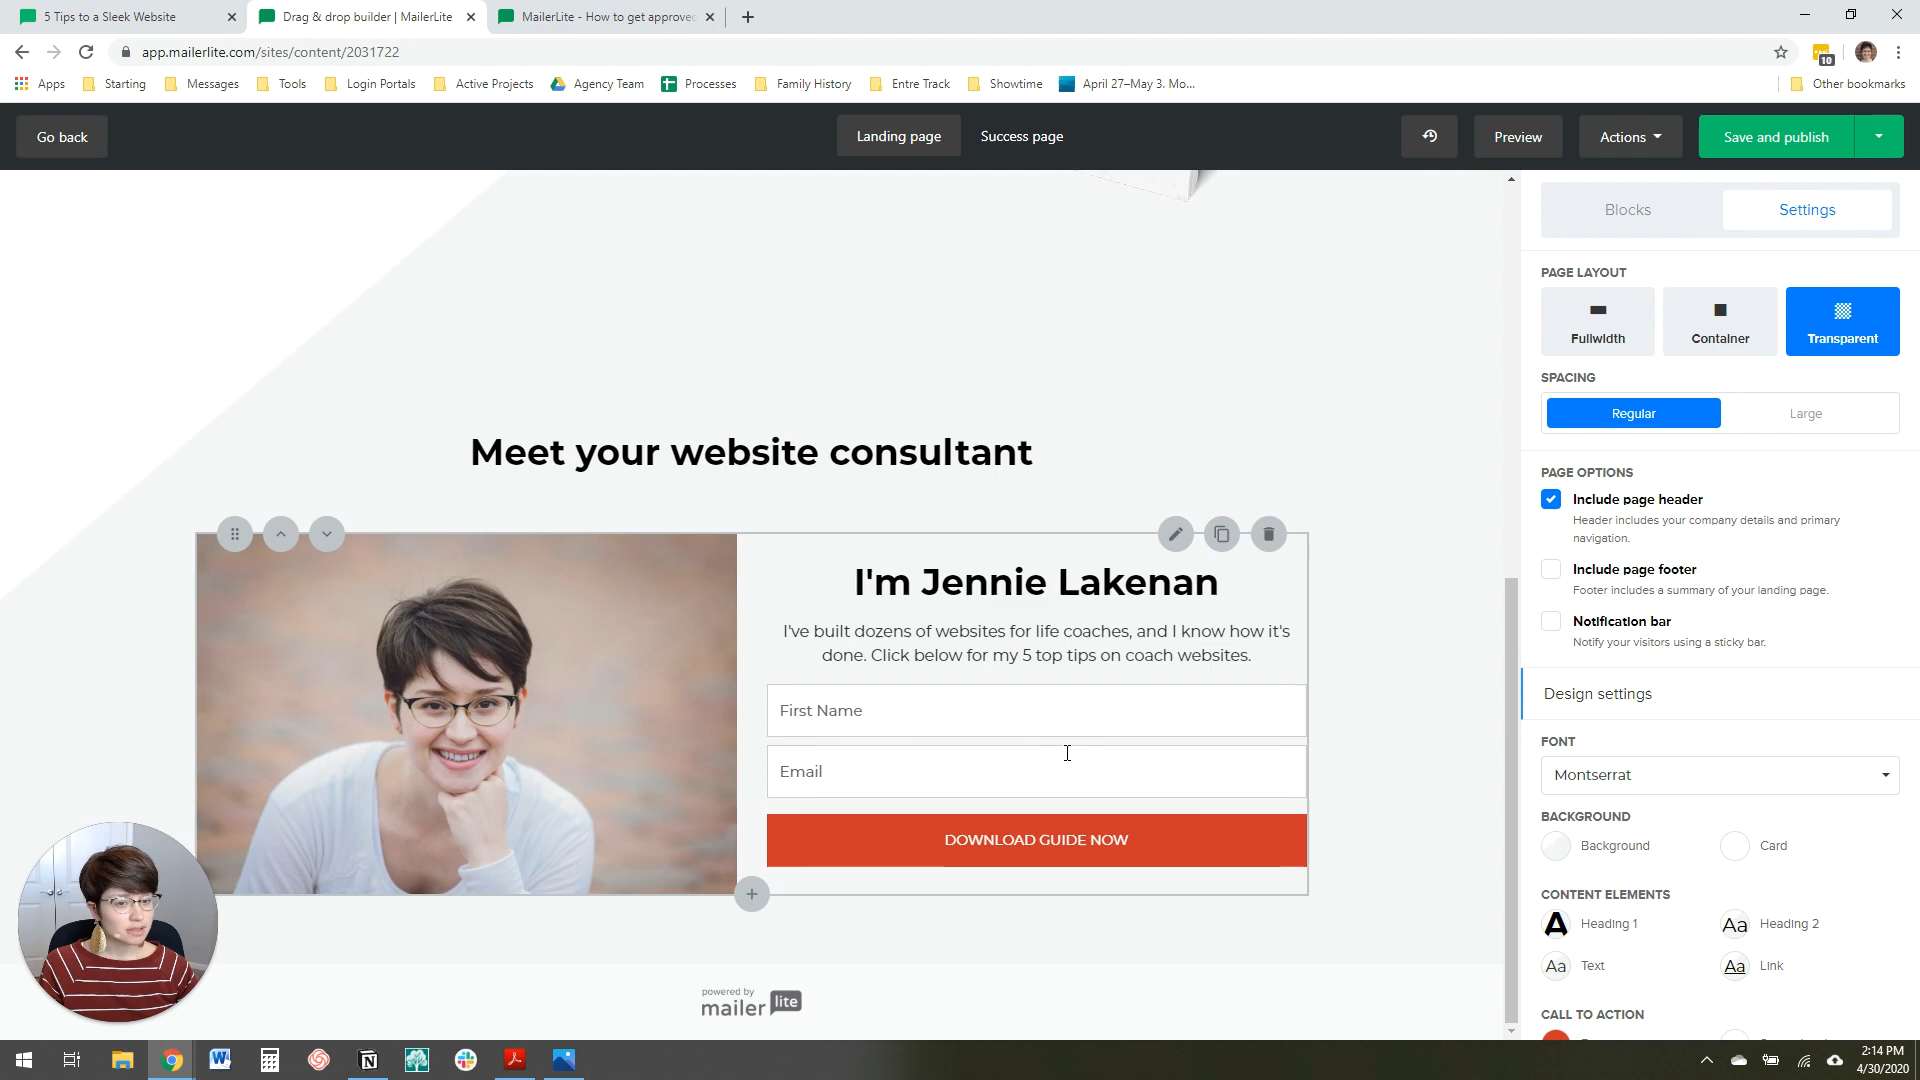 5 Tips to a Sleek Website
Drag & drop builder | MailerLite
MailerLite - How to get approved
app.mailerlite.com/sites/content/2031722
10
Apps
Starting
Messages
Tools
Login Portals
Active Projects
Agency Team
Processes
Family History
Entre Track
Showtime
April 27–May 3. Mo...
Other bookmarks
Go back
Landing page
Success page
Preview
Actions
Save and publish
Blocks
Settings
PAGE LAYOUT
Fullwidth
Container
Transparent
SPACING
Regular
Large
PAGE OPTIONS
Include page header
Header includes your company details and primary
navigation.
Include page footer
Footer includes a summary of your landing page.
Notification bar
Notify your visitors using a sticky bar.
Design settings
FONT
Montserrat
BACKGROUND
Background
Card
CONTENT ELEMENTS
A Heading 1
Aa Heading 2
Aa Text
Aa Link
CALL TO ACTION
Meet your website consultant
I'm Jennie Lakenan
I've built dozens of websites for life coaches, and I know how it's
done. Click below for my 5 top tips on coach websites.
First Name
Email
DOWNLOAD GUIDE NOW
powered by
mailer lite
2:14 PM
4/30/2020